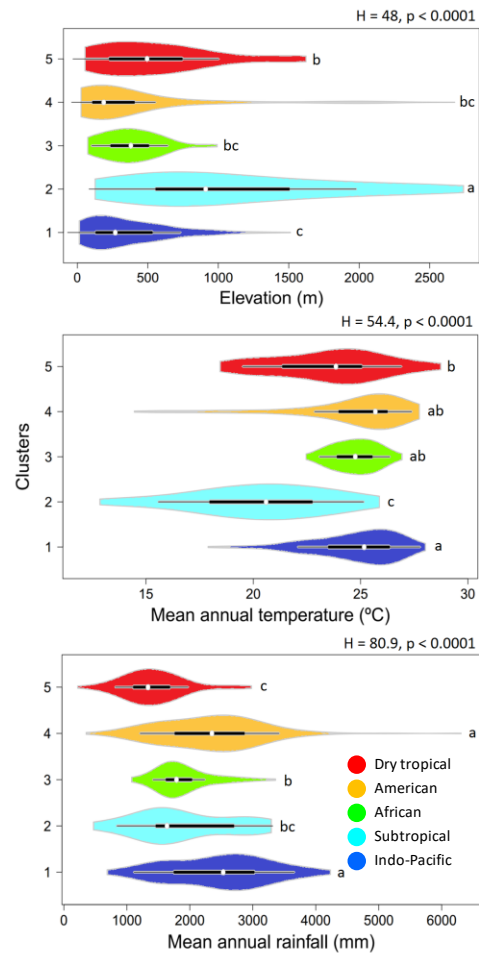 H = 48, p < 0.0001
5
b
4
bc
3
bc
2
a
1
c
0 500 1000 1500 2000 2500
Elevation (m)
H = 54.4, p < 0.0001
Clusters
5
b
4
ab
3
ab
2
c
1
a
15 20 25 30
Mean annual temperature (ºC)
H = 80.9, p < 0.0001
5
c
4
a
3
b
2
bc
1
a
Dry tropical
American
African
Subtropical
Indo-Pacific
0 1000 2000 3000 4000 5000 6000
Mean annual rainfall (mm)